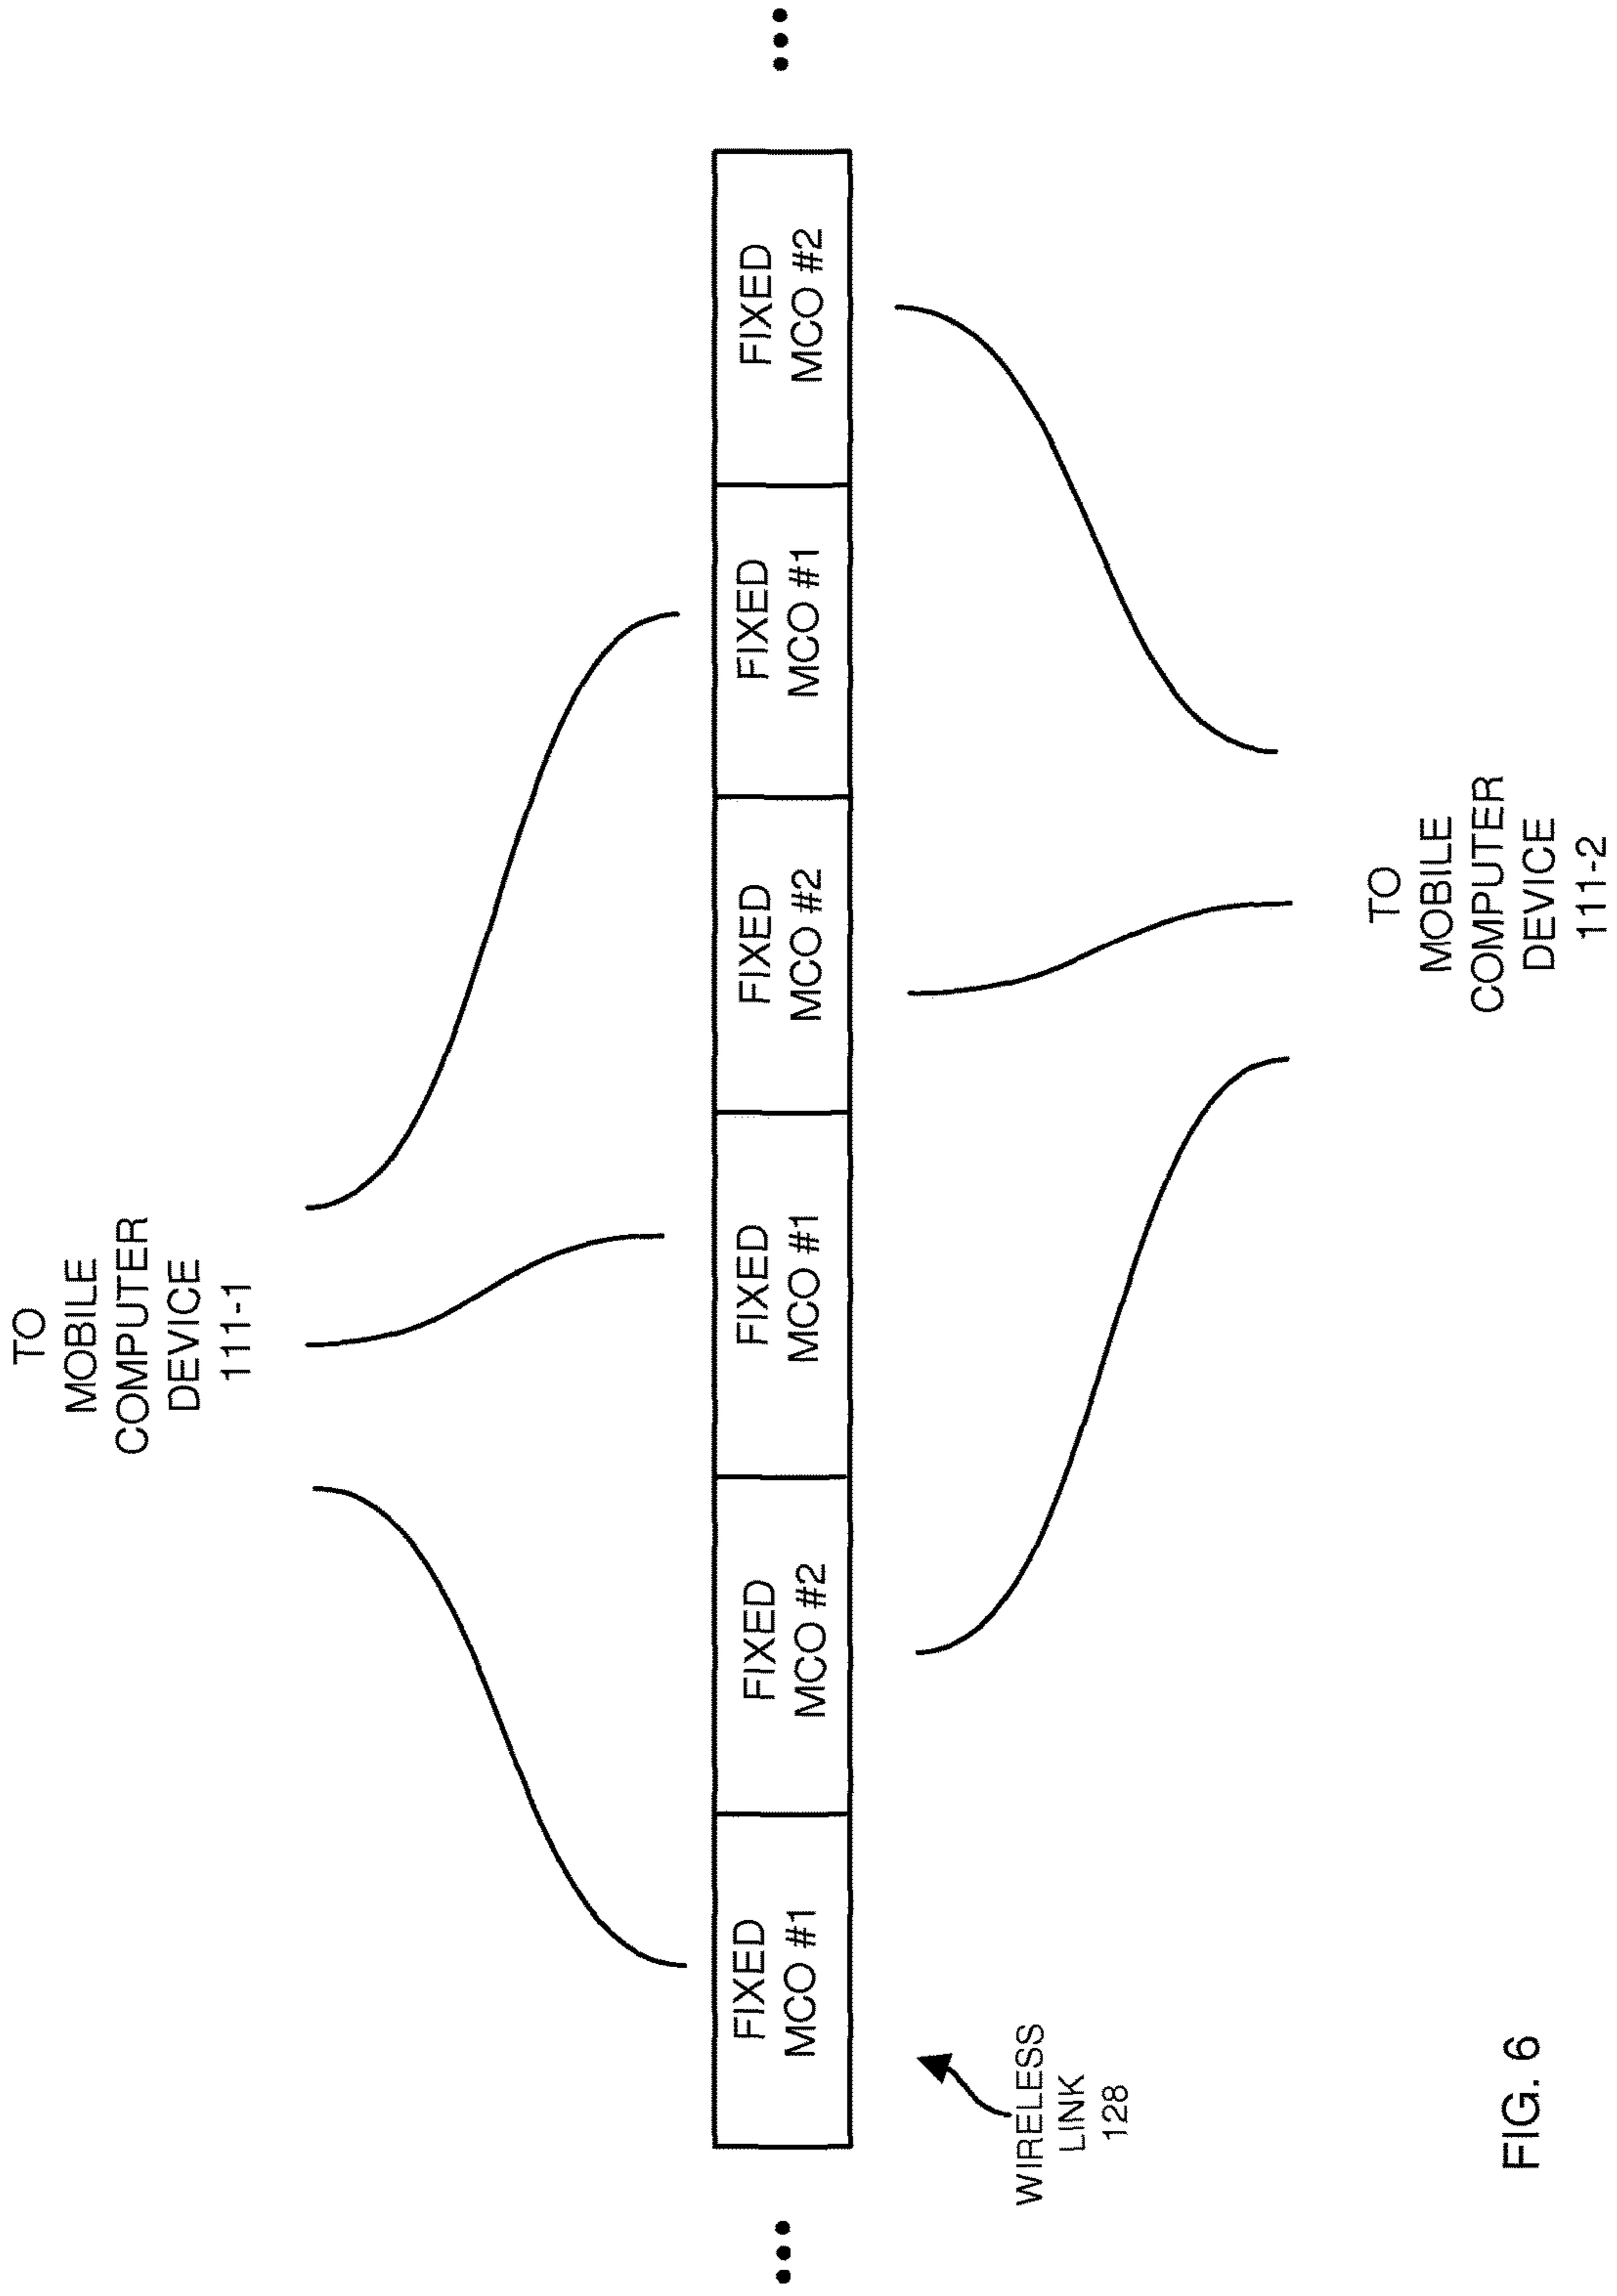 TO
MOBILE
COMPUTER
DEVICE
111-1
FIXED
MCO #1
FIXED
MCO #2
FIXED
MCO #1
FIXED
MCO #2
FIXED
MCO #1
FIXED
MCO #2
WIRELESS
LINK
128
TO
MOBILE
COMPUTER
DEVICE
111-2
FIG. 6